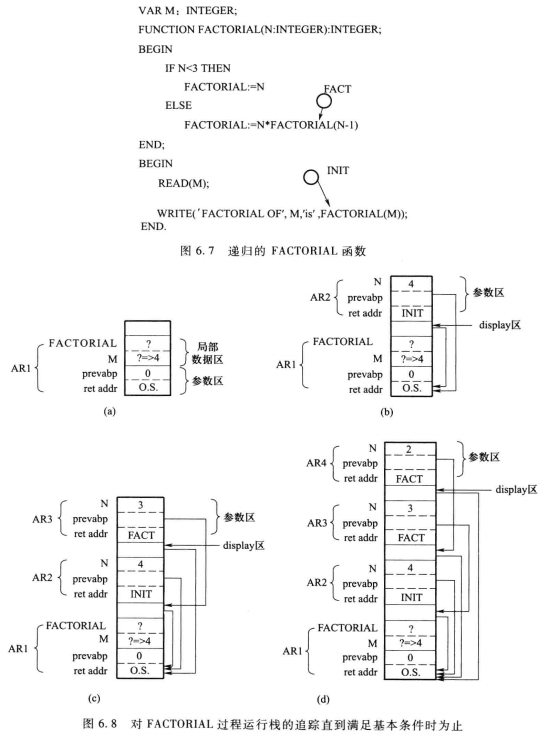 VAR M：INTEGER;
FUNCTION FACTORIAL(N:INTEGER):INTEGER;
BEGIN
IF N<3 THEN
FACTORIAL:=N
FACT
ELSE
FACTORIAL:=N*FACTORIAL(N-1)
END;
BEGIN
INIT
READ(M);
WRITE('FACTORIAL OF', M,'is' ,FACTORIAL(M));
END.
图 6.7 递归的 FACTORIAL 函数
FACTORIAL ?
M ?=>4
局部
数据区
AR1
prevabp 0
ret addr O.S.
参数区
(a)
N 4
AR2
prevabp
ret addr INIT
参数区
display区
FACTORIAL ?
M ?=>4
AR1
prevabp 0
ret addr O.S.
(b)
N 3
AR3
prevabp
ret addr FACT
参数区
display区
N 4
AR2
prevabp
ret addr INIT
FACTORIAL ?
M ?=>4
AR1
prevabp 0
ret addr O.S.
(c)
N 2
AR4
prevabp
ret addr FACT
参数区
display区
N 3
AR3
prevabp
ret addr FACT
N 4
AR2
prevabp
ret addr INIT
FACTORIAL ?
M ?=>4
AR1
prevabp 0
ret addr O.S.
(d)
图 6.8 对 FACTORIAL 过程运行栈的追踪直到满足基本条件时为止